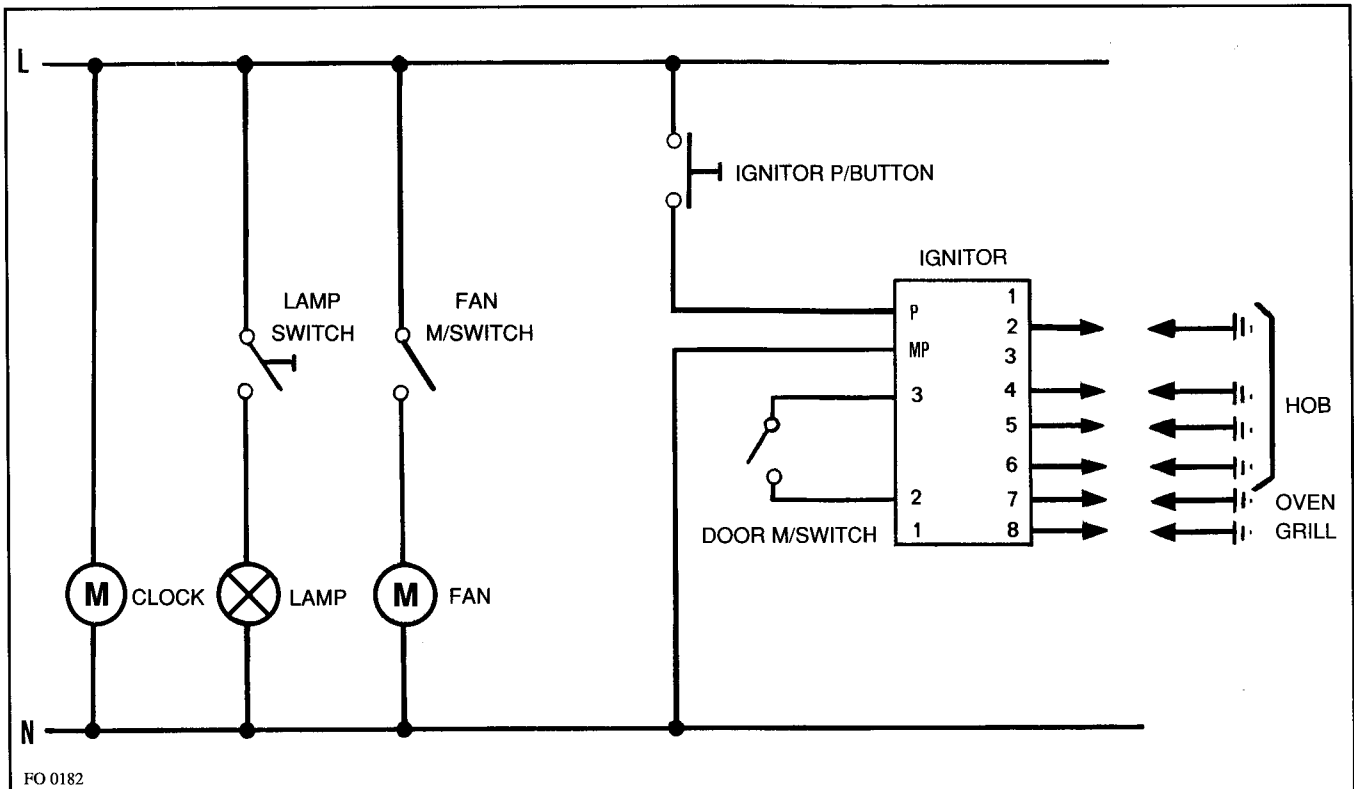 L
IGNITOR P/BUTTON
IGNITOR
LAMP
SWITCH
FAN
M/SWITCH
P
MP
3
2
1
1
2
3
4
5
6
7
8
HOB
OVEN
GRILL
DOOR M/SWITCH
M
CLOCK
LAMP
M
FAN
N
FO 0182